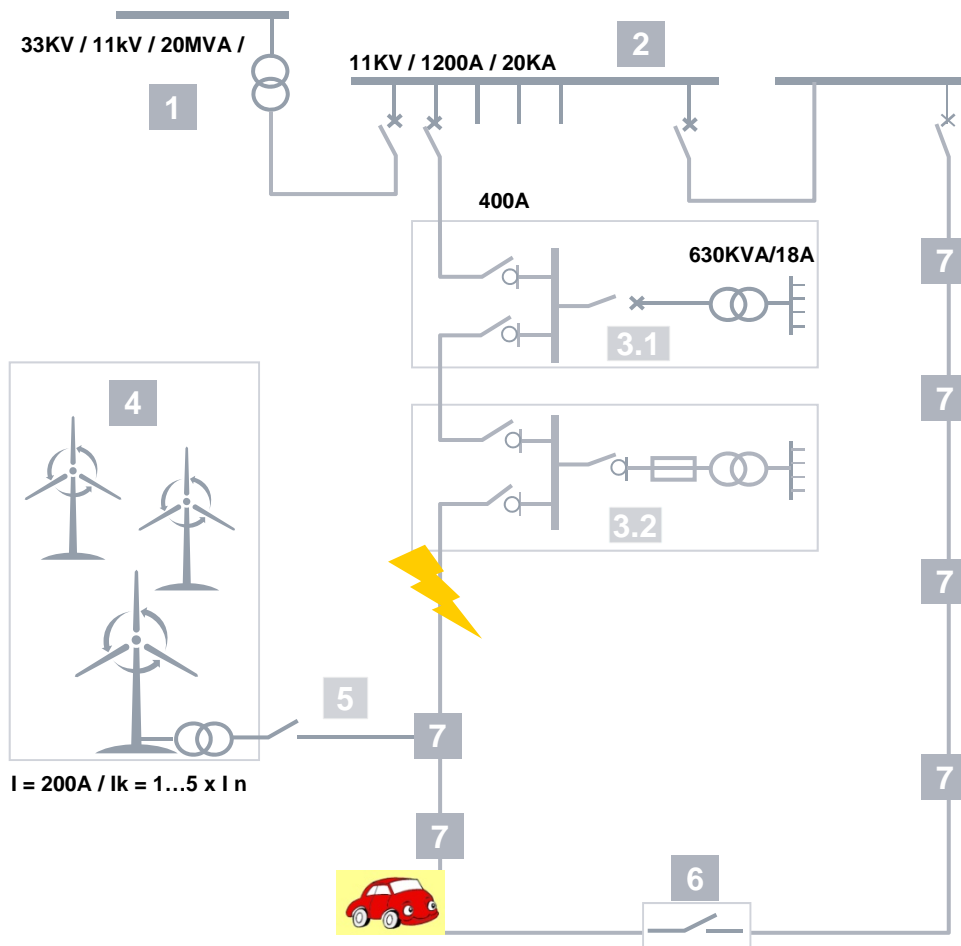 33KV / 11kV / 20MVA /
2
11KV / 1200A / 20KA
1
400A
630KVA/18A
7
3.1
4
7
3.2
7
5
7
7
I = 200A / Ik = 1…5 x I n
7
6